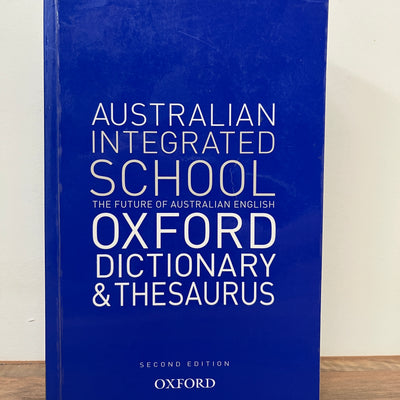 AUSTRALIAN
INTEGRATED
SCHOOL
THE FUTURE OF AUSTRALIAN ENGLISH
OXFORD
DICTIONARY
& THESAURUS
SECOND EDITION
OXFORD